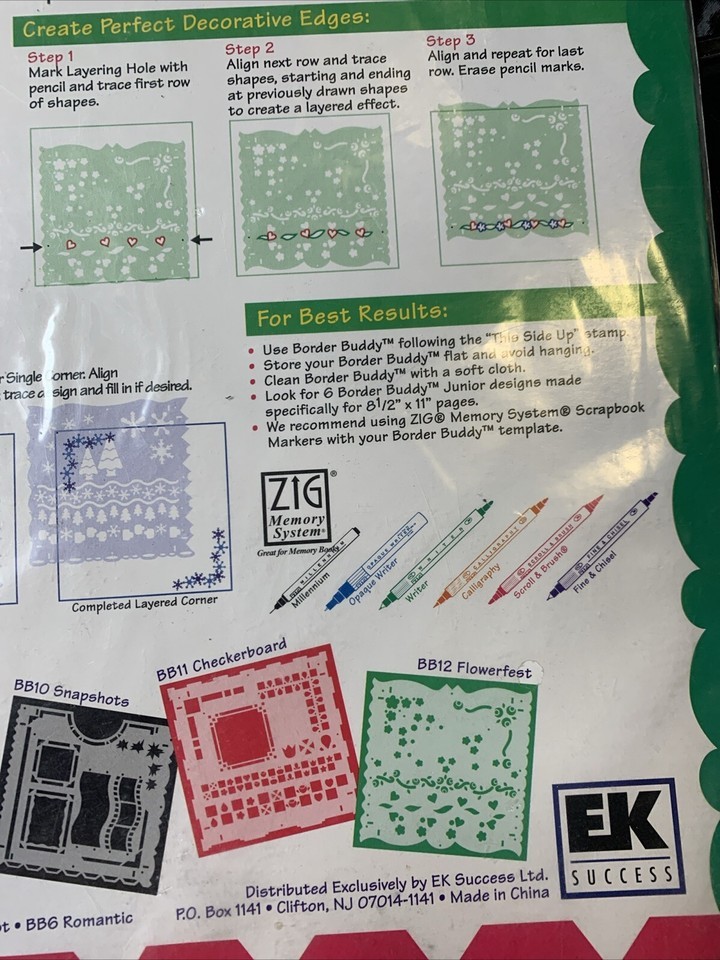 Create Perfect Decorative Edges:
Step 1
Mark Layering Hole with
pencil and trace first row
of shapes.
Step 2
Align next row and trace
shapes, starting and ending
at previously drawn shapes
to create a layered effect.
Step 3
Align and repeat for last
row. Erase pencil marks.
Single Corner. Align
trace design and fill in if desired.
Completed Layered Corner
For Best Results:
• Use Border Buddy™ following the "This Side Up" stamp.
• Store your Border Buddy™ flat and avoid hanging.
• Clean Border Buddy™ with a soft cloth.
• Look for 6 Border Buddy™ Junior designs made
specifically for 8 1/2" x 11" pages.
• We recommend using ZIG® Memory System® Scrapbook
Markers with your Border Buddy™ template.
ZIG®
Memory
System®
Great for Memory Books
Millennium
Opaque Writer
Writer
Calligraphy
Scroll & Brush®
Fine & Chisel
BB10 Snapshots
BB11 Checkerboard
BB12 Flowerfest
EK
SUCCESS
Distributed Exclusively by EK Success Ltd.
P.O. Box 1141 • Clifton, NJ 07014-1141 • Made in China
• BB6 Romantic